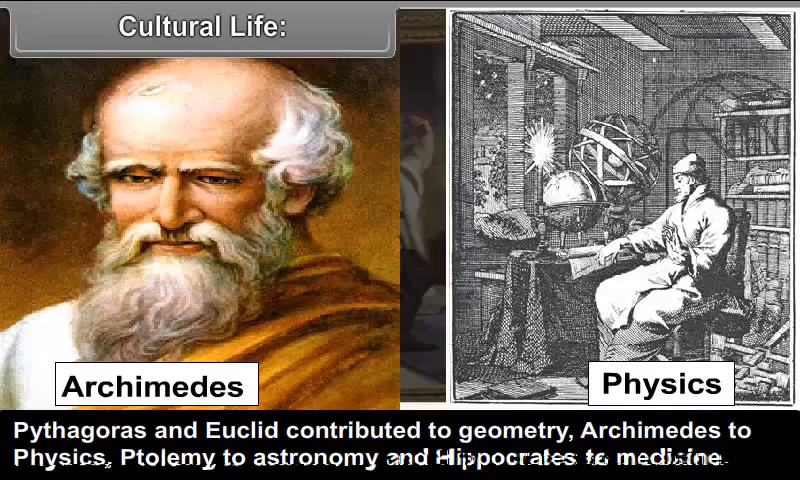 Cultural Life:
Archimedes
Physics
Pythagoras and Euclid contributed to geometry, Archimedes to
Physics, Ptolemy to astronomy and Hippocrates to medicine.